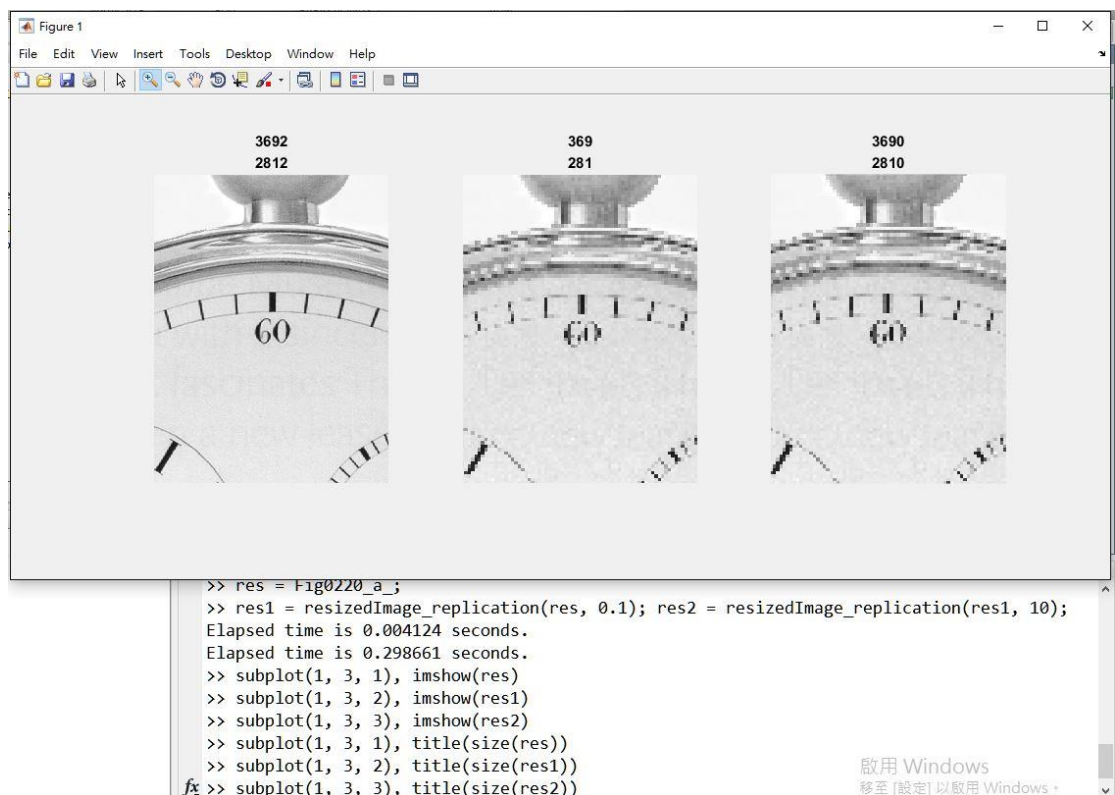 Figure 1
File Edit View Insert Tools Desktop Window Help
3692
2812
369
281
3690
2810
60
60
60
>> res = Fig0220_a_;
>> res1 = resizedImage_replication(res, 0.1); res2 = resizedImage_replication(res1, 10);
Elapsed time is 0.004124 seconds.
Elapsed time is 0.298661 seconds.
>> subplot(1, 3, 1), imshow(res)
>> subplot(1, 3, 2), imshow(res1)
>> subplot(1, 3, 3), imshow(res2)
>> subplot(1, 3, 1), title(size(res))
>> subplot(1, 3, 2), title(size(res1))
fx >> subplot(1, 3, 3), title(size(res2))
啟用 Windows
移至 [設定] 以啟用 Windows。